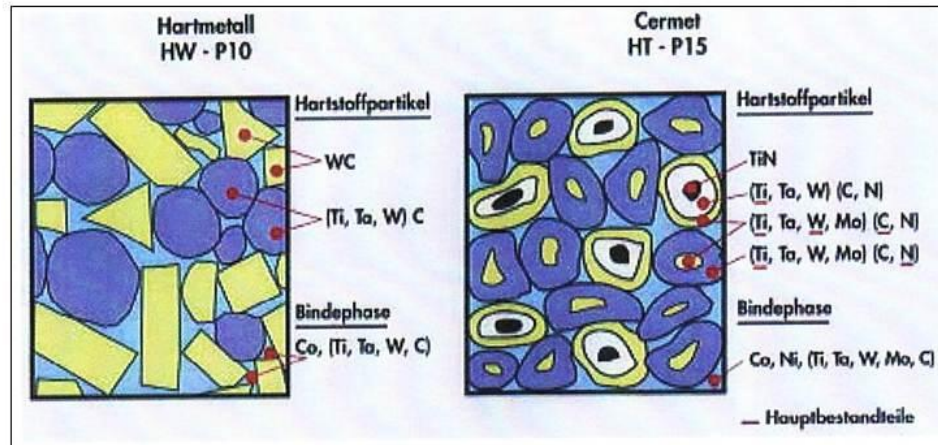 Hartmetall
HW - P10
Hartstoffpartikel
WC
(Ti, Ta, W) C
Bindephase
Co, (Ti, Ta, W, C)
Cermet
HT - P15
Hartstoffpartikel
TiN
(Ti, Ta, W) (C, N)
(Ti, Ta, W, Mo) (C, N)
(Ti, Ta, W, Mo) (C, N)
Bindephase
Co, Ni, (Ti, Ta, W, Mo, C)
Hauptbestandteile